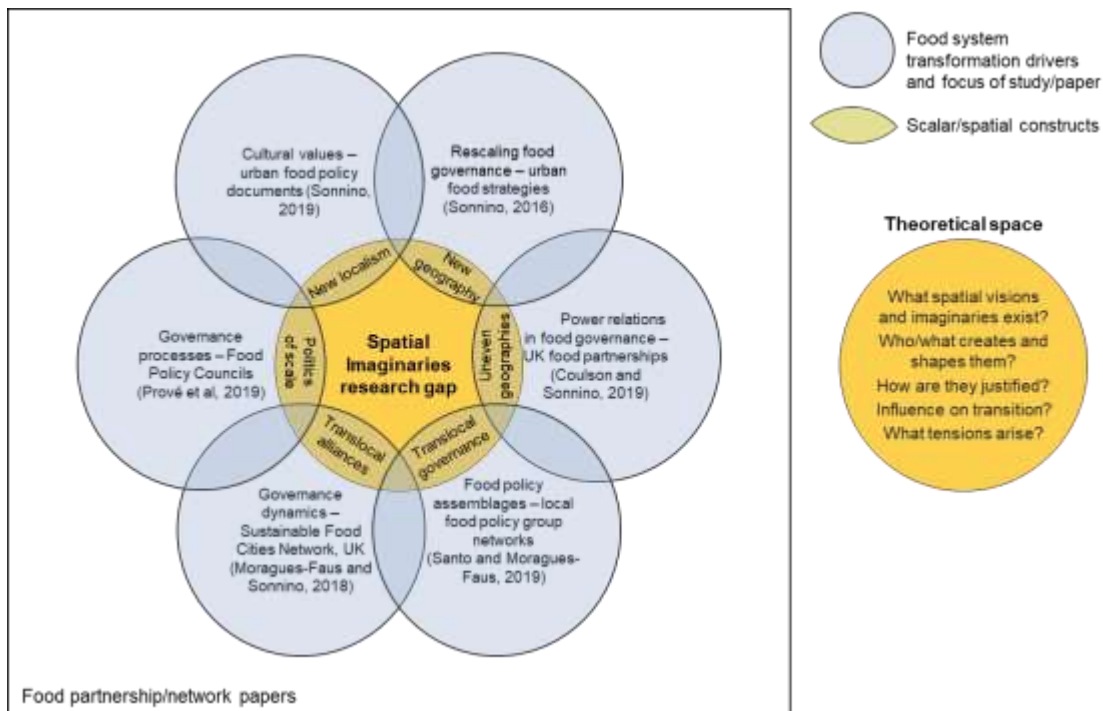 Cultural values –
urban food policy
documents (Sonnino,
2019)
Rescaling food
governance – urban
food strategies
(Sonnino, 2016)
New localism
New
geography
Governance
processes – Food
Policy Councils
(Prové et al, 2019)
Politics
of scale
Spatial
Imaginaries
research gap
Uneven
geographies
Power relations
in food governance –
UK food partnerships
(Coulson and
Sonnino, 2019)
Translocal
alliances
Translocal
governance
Governance
dynamics –
Sustainable Food
Cities Network, UK
(Moragues-Faus and
Sonnino, 2018)
Food policy
assemblages – local
food policy group
networks
(Santo and Moragues-
Faus, 2019)
Food partnership/network papers
Food system
transformation drivers
and focus of study/paper
Scalar/spatial constructs
Theoretical space
What spatial visions
and imaginaries exist?
Who/what creates and
shapes them?
How are they justified?
Influence on transition?
What tensions arise?